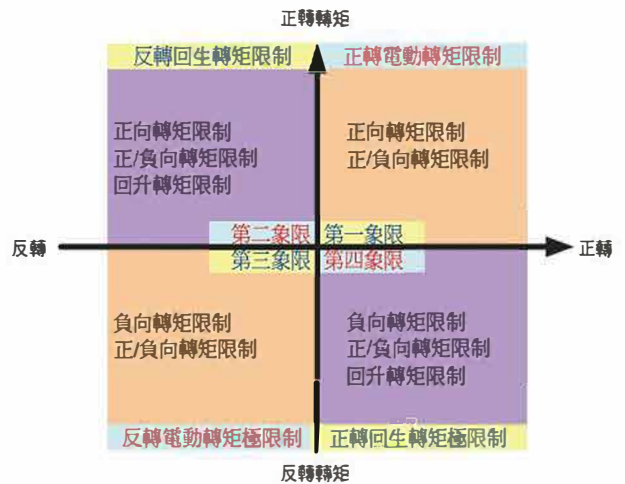 正轉轉矩
反轉回生轉矩限制
正轉電動轉矩限制
正向轉矩限制
正/負向轉矩限制
回升轉矩限制
正向轉矩限制
正/負向轉矩限制
第二象限
第一象限
反轉
正轉
第三象限
第四象限
負向轉矩限制
正/負向轉矩限制
負向轉矩限制
正/負向轉矩限制
回升轉矩限制
反轉電動轉矩極限制
正轉回生轉矩極限制
反轉轉矩